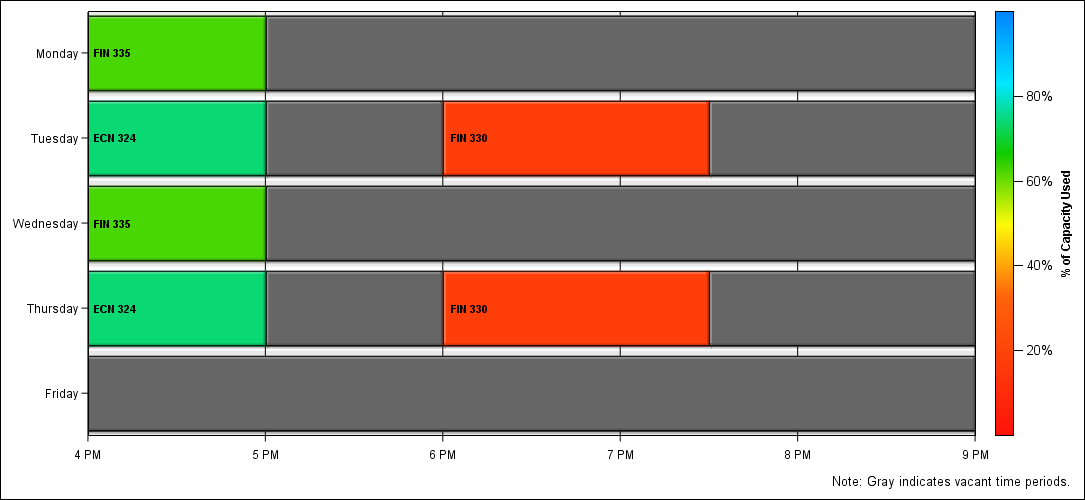 Monday
FIN 335
Tuesday
ECN 324
FIN 330
Wednesday
FIN 335
Thursday
ECN 324
FIN 330
Friday
4 PM
5 PM
6 PM
7 PM
8 PM
9 PM
80%
60%
40%
20%
% of Capacity Used
Note: Gray indicates vacant time periods.